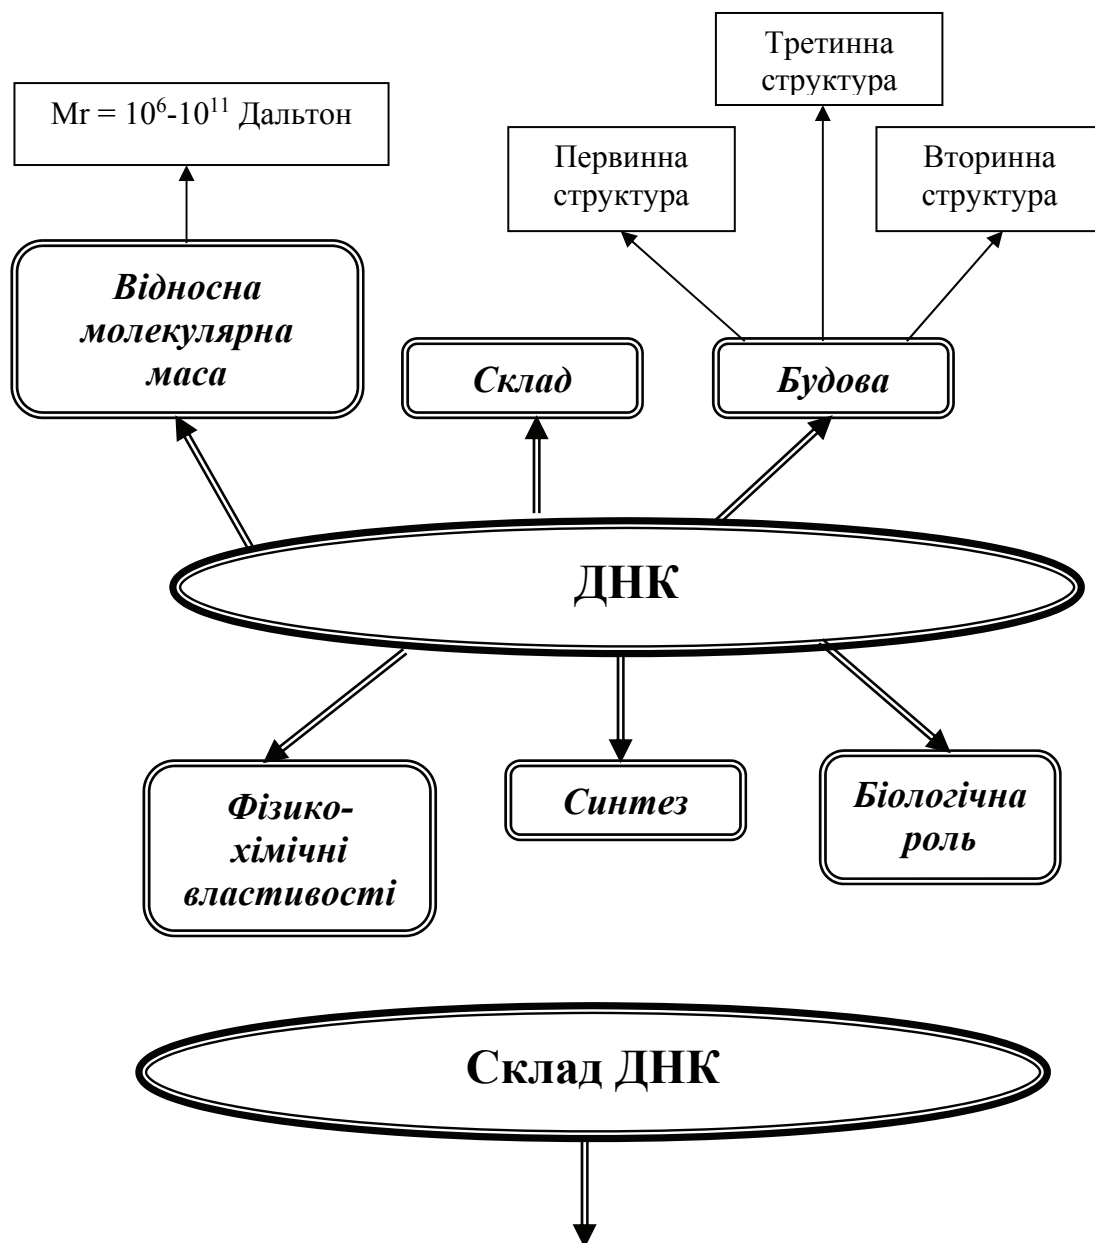 Третинна
структура
Mr = 10⁶-10¹¹ Дальтон
Первинна
структура
Вторинна
структура
Відносна
молекулярна
маса
Склад
Будова
ДНК
Фізико-
хімічні
властивості
Синтез
Біологічна
роль
Склад ДНК